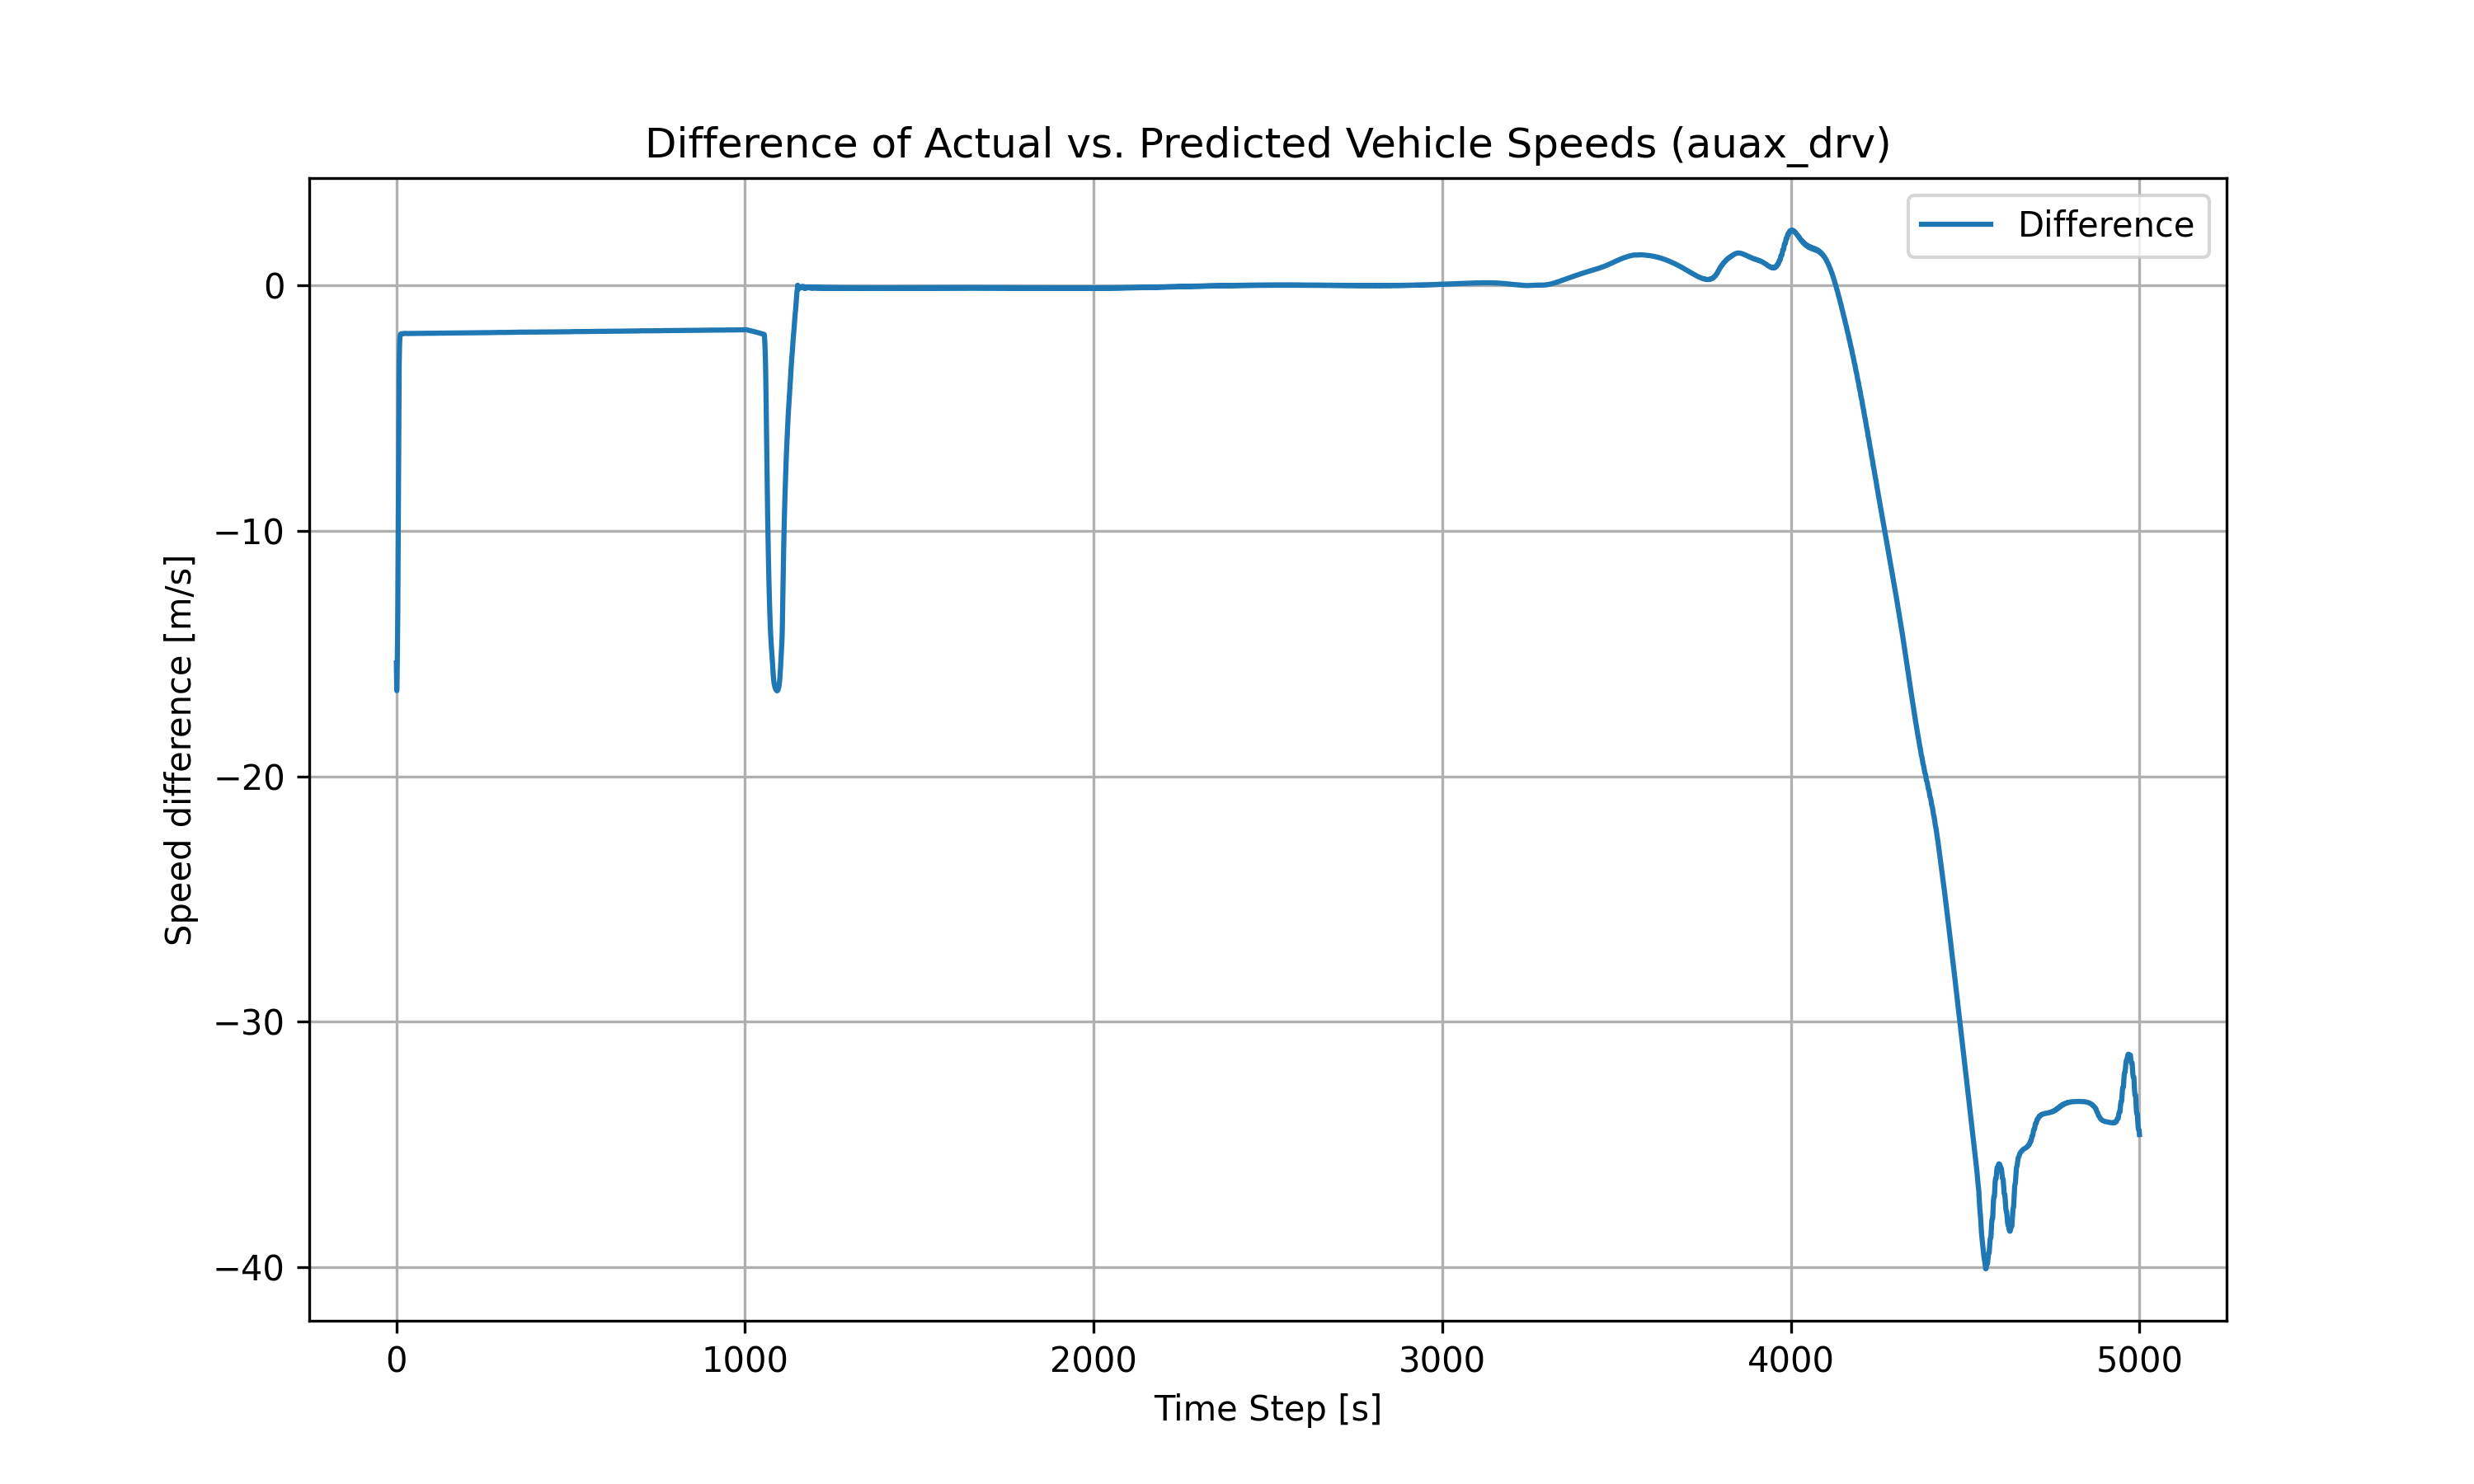 Difference of Actual vs. Predicted Vehicle Speeds (auax_drv)
Difference
0
−10
−20
−30
−40
Speed difference [m/s]
0 1000 2000 3000 4000 5000
Time Step [s]